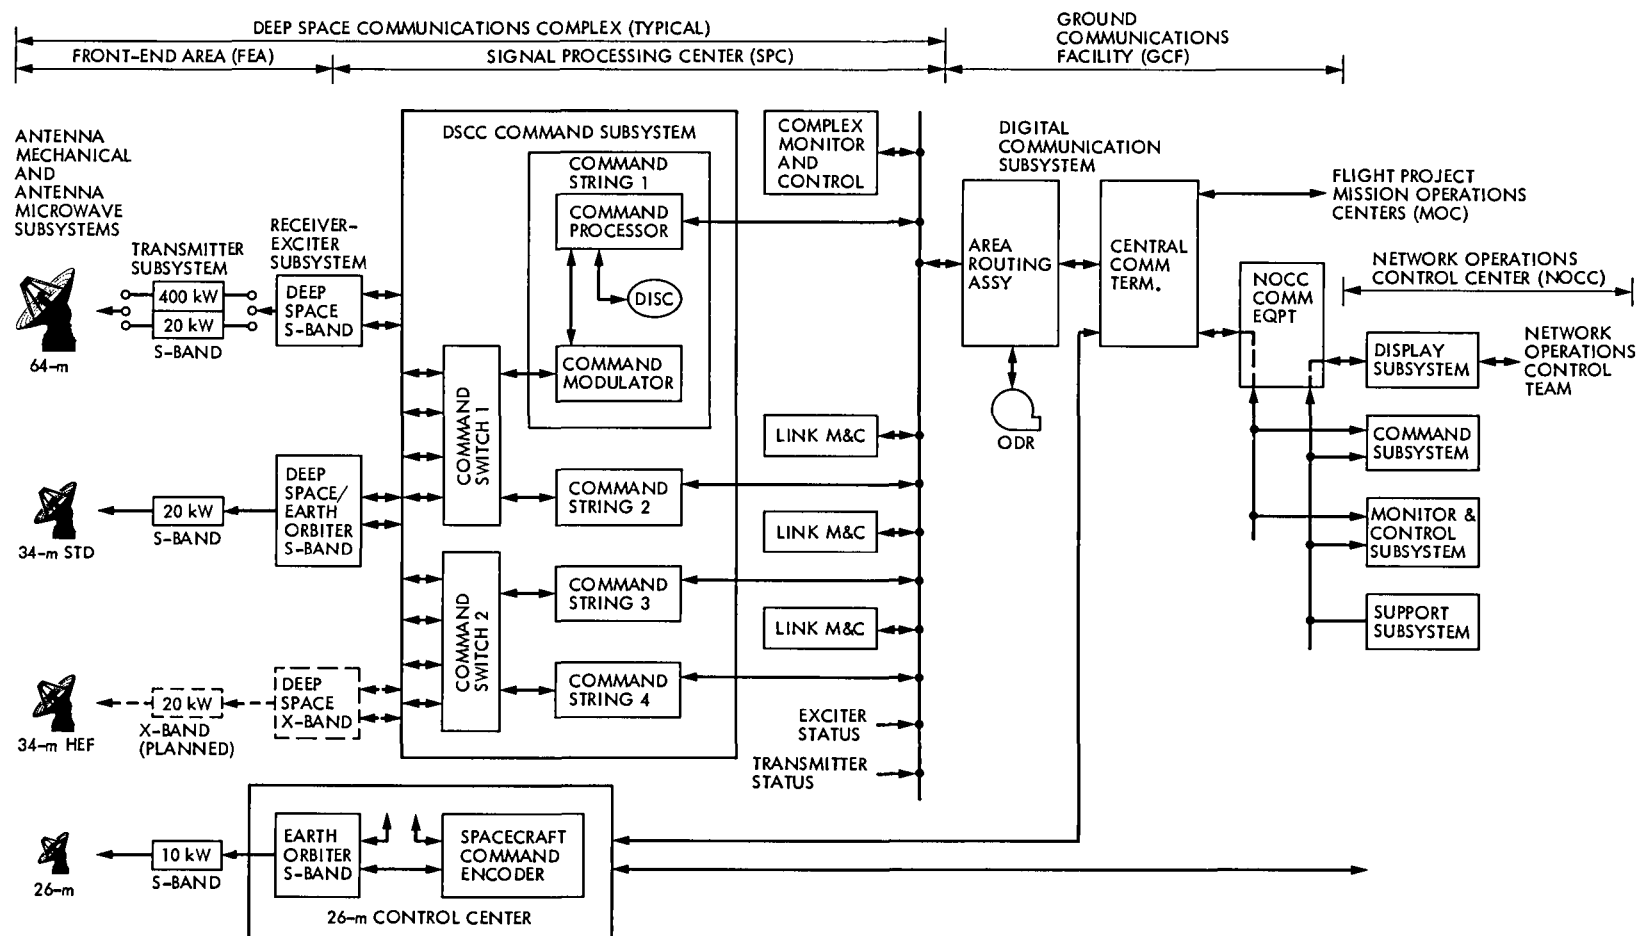 DEEP SPACE COMMUNICATIONS COMPLEX (TYPICAL)
GROUND
COMMUNICATIONS
FACILITY (GCF)
FRONT-END AREA (FEA)
SIGNAL PROCESSING CENTER (SPC)
ANTENNA
MECHANICAL
AND
ANTENNA
MICROWAVE
SUBSYSTEMS
TRANSMITTER
SUBSYSTEM
RECEIVER-
EXCITER
SUBSYSTEM
400 kW
20 kW
S-BAND
DEEP
SPACE
S-BAND
64-m
DSCC COMMAND SUBSYSTEM
COMMAND
STRING 1
COMMAND
PROCESSOR
DISC
COMMAND
MODULATOR
COMMAND
SWITCH 1
COMMAND
STRING 2
COMMAND
SWITCH 2
COMMAND
STRING 3
COMMAND
STRING 4
20 kW
S-BAND
DEEP
SPACE/
EARTH
ORBITER
S-BAND
34-m STD
20 kW
X-BAND
(PLANNED)
DEEP
SPACE
X-BAND
34-m HEF
10 kW
S-BAND
26-m
EARTH
ORBITER
S-BAND
SPACECRAFT
COMMAND
ENCODER
26-m CONTROL CENTER
COMPLEX
MONITOR
AND
CONTROL
LINK M&C
LINK M&C
LINK M&C
EXCITER
STATUS
TRANSMITTER
STATUS
DIGITAL
COMMUNICATION
SUBSYSTEM
AREA
ROUTING
ASSY
ODR
CENTRAL
COMM
TERM.
FLIGHT PROJECT
MISSION OPERATIONS
CENTERS (MOC)
NOCC
COMM
EQPT
NETWORK OPERATIONS
CONTROL CENTER (NOCC)
DISPLAY
SUBSYSTEM
NETWORK
OPERATIONS
CONTROL
TEAM
COMMAND
SUBSYSTEM
MONITOR &
CONTROL
SUBSYSTEM
SUPPORT
SUBSYSTEM